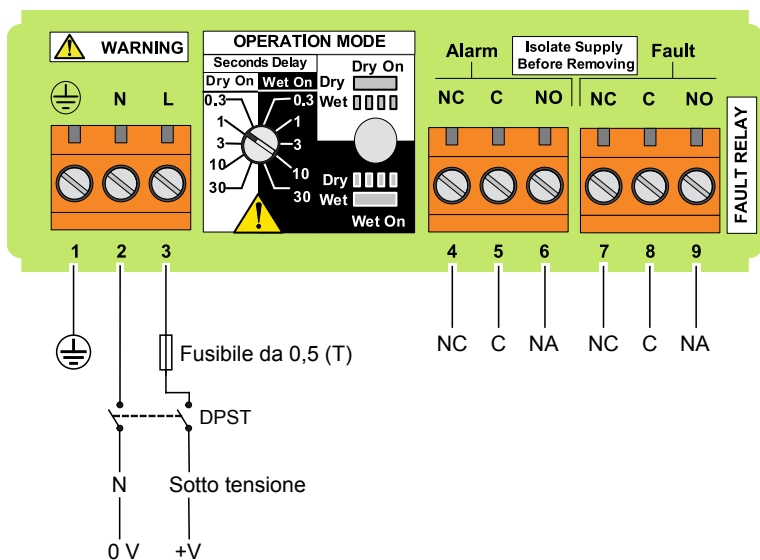 WARNING
N L
1 2 3
OPERATION MODE
Seconds Delay
Dry On Wet On
0.3 0.3
1 1
3 3
10 10
30 30
Dry On
Dry
Wet
Dry
Wet
Wet On
Alarm
Isolate Supply
Before Removing
Fault
NC C NO NC C NO
FAULT RELAY
4 5 6 7 8 9
NC C NA NC C NA
Fusibile da 0,5 (T)
DPST
N Sotto tensione
0 V +V